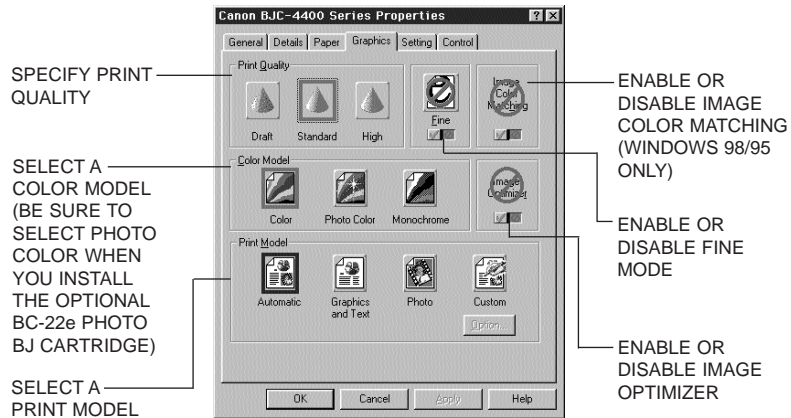 Canon BJC-4400 Series Properties
General Details Paper Graphics Setting Control
SPECIFY PRINT
QUALITY
Print Quality
Draft Standard High
Fine
Image
Color
Matching
ENABLE OR
DISABLE IMAGE
COLOR MATCHING
(WINDOWS 98/95
ONLY)
SELECT A
COLOR MODEL
(BE SURE TO
SELECT PHOTO
COLOR WHEN
YOU INSTALL
THE OPTIONAL
BC-22e PHOTO
BJ CARTRIDGE)
Color Model
Color Photo Color Monochrome
Image
Optimizer
ENABLE OR
DISABLE FINE
MODE
Print Model
Automatic Graphics and Text Photo Custom
Option...
ENABLE OR
DISABLE IMAGE
OPTIMIZER
SELECT A
PRINT MODEL
OK Cancel Apply Help